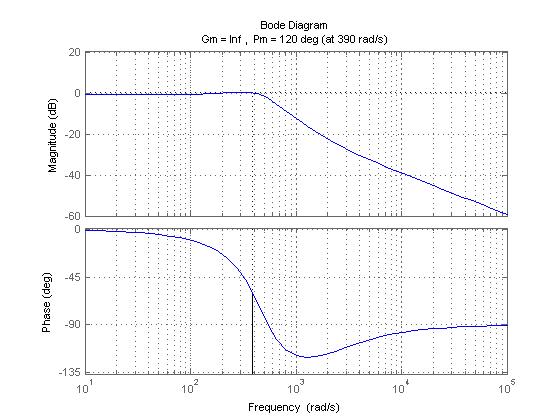 Bode Diagram
Gm = Inf , Pm = 120 deg (at 390 rad/s)
20
0
-20
-40
-60
Magnitude (dB)
0
-45
-90
-135
Phase (deg)
10^1
10^2
10^3
10^4
10^5
Frequency (rad/s)